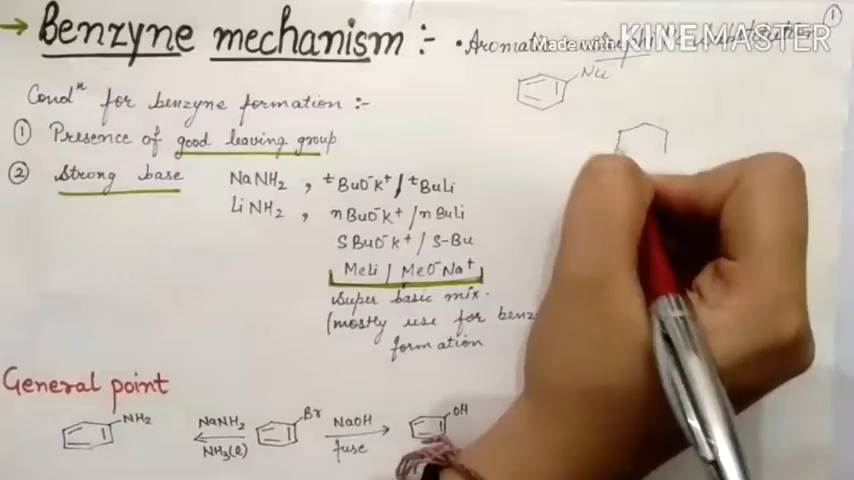 → Benzyne mechanism :- • Aromatic
①
Made with KINEMASTER
Nu
Condⁿ for benzyne formation :-
① Presence of good leaving group
② Strong base NaNH₂ , ᵗBuO⁻K⁺ / ᵗBuLi
LiNH₂ , nBuO⁻K⁺ / nBuLi
SBuO⁻K⁺ / S-Bu
MeLi / MeO⁻Na⁺
Super basic mix.
(mostly use for benz
formation
General point
NH₂ NaNH₂ Br NaOH OH
NH₃(l) fuse